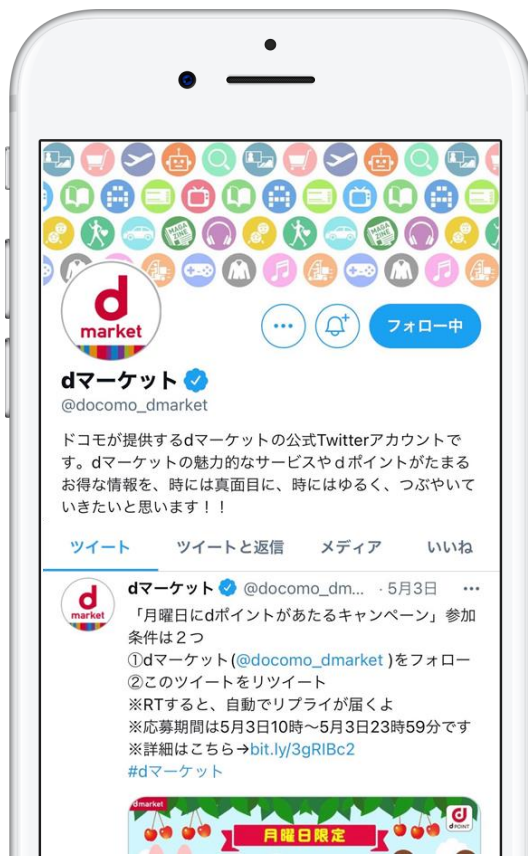 MAGAZINE
MAGAZINE
d
market
フォロー中
dマーケット
@docomo_dmarket
ドコモが提供するdマーケットの公式Twitterアカウントで
す。dマーケットの魅力的なサービスやｄポイントがたまる
お得な情報を、時には真面目に、時にはゆるく、つぶやいて
いきたいと思います！！
ツイート ツイートと返信 メディア いいね
d
market
dマーケット @docomo_dm... ・5月3日
「月曜日にdポイントがあたるキャンペーン」参加
条件は２つ
①dマーケット(@docomo_dmarket )をフォロー
②このツイートをリツイート
※RTすると、自動でリプライが届くよ
※応募期間は5月3日10時〜5月3日23時59分です
※詳細はこちら→bit.ly/3gRlBc2
#dマーケット
dmarket
d POINT
月曜日限定